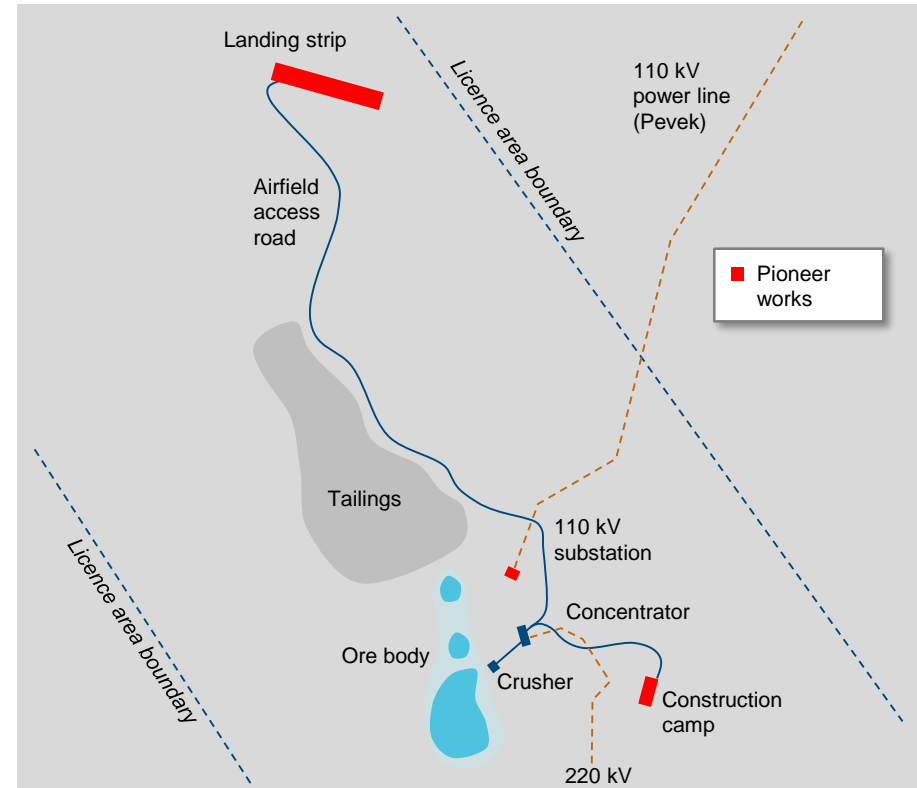 Landing strip
Licence area boundary
110 kV
power line
(Pevek)
Airfield
access
road
Pioneer
works
Tailings
110 kV
substation
Licence area boundary
Concentrator
Ore body
Crusher
Construction
camp
220 kV